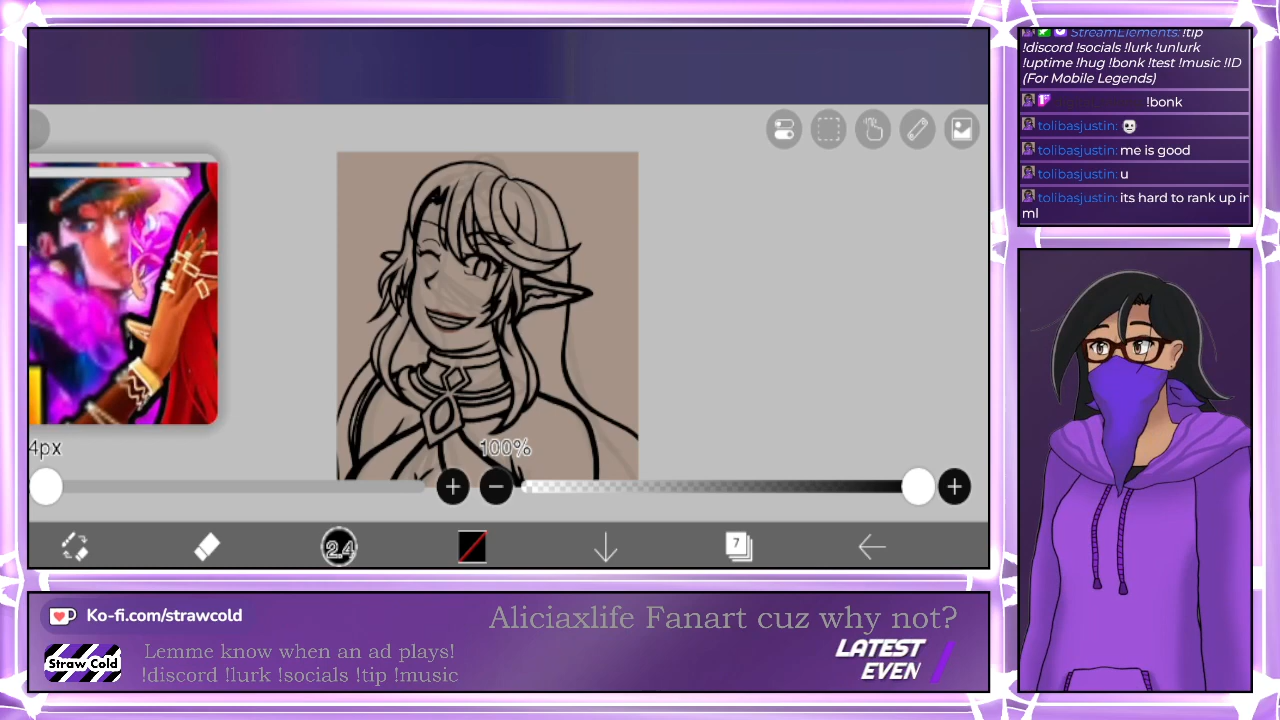 StreamElements: !tip
!discord !socials !lurk !unlurk
!uptime !hug !bonk !test !music !ID
(For Mobile Legends)
!bonk
tolibasjustin:
tolibasjustin: me is good
tolibasjustin: u
tolibasjustin: its hard to rank up in
ml
4px
100%
2.4
7
Ko-fi.com/strawcold
Aliciaxlife Fanart cuz why not?
Straw Cold
Lemme know when an ad plays!
!discord !lurk !socials !tip !music
LATEST
EVEN